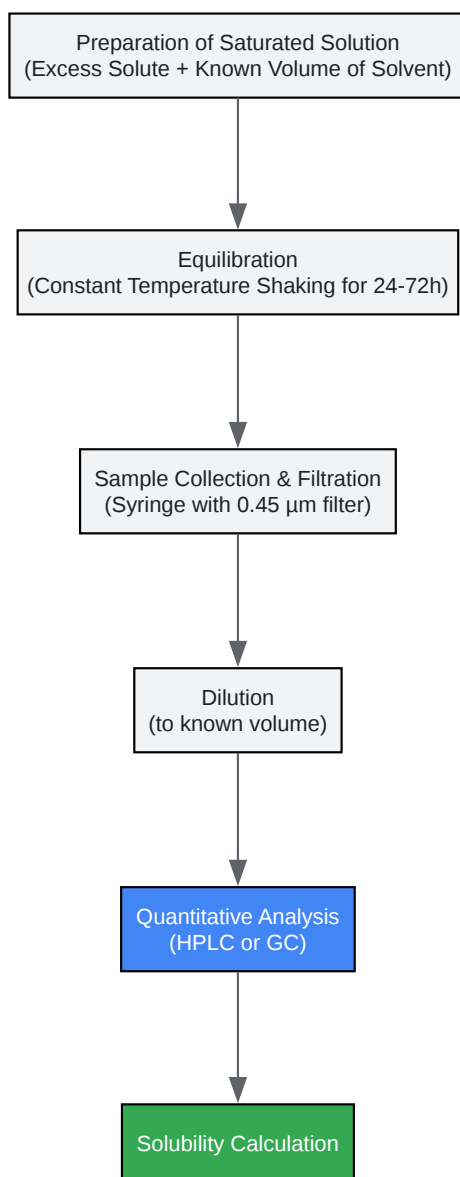 Preparation of Saturated Solution
(Excess Solute + Known Volume of Solvent)
Equilibration
(Constant Temperature Shaking for 24-72h)
Sample Collection & Filtration
(Syringe with 0.45 µm filter)
Dilution
(to known volume)
Quantitative Analysis
(HPLC or GC)
Solubility Calculation